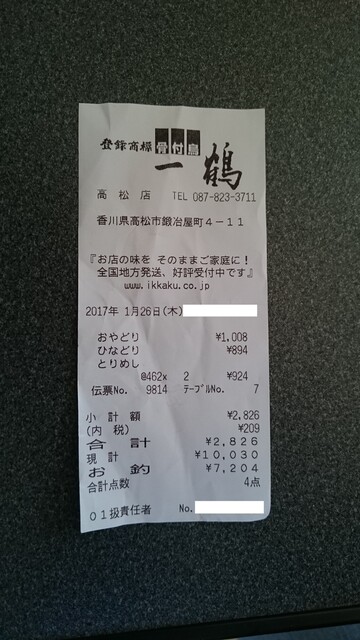 登録商標 骨付鳥
一鶴
高松店 TEL 087-823-3711
香川県高松市鍛冶屋町4-11
『お店の味を そのままご家庭に!
全国地方発送、好評受付中です』
www.ikkaku.co.jp
2017年 1月26日(木)
おやどり ¥1,008
ひなどり ¥894
とりめし
@462x 2 ¥924
伝票No. 9814 テーブルNo. 7
小計額 ¥2,826
(内 税) ¥209
合計 ¥2,826
現計 ¥10,030
お釣 ¥7,204
合計点数 4点
01扱責任者 No.